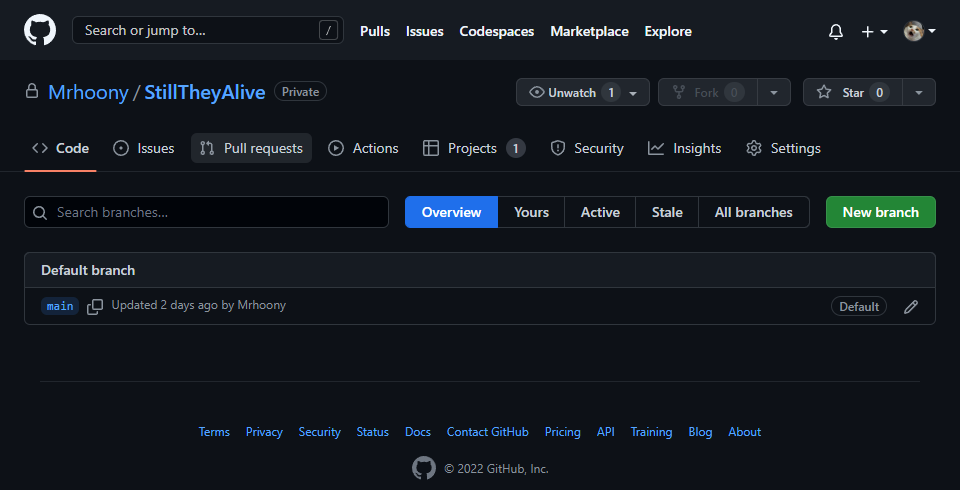 Search or jump to... /
Pulls Issues Codespaces Marketplace Explore
Mrhoony / StillTheyAlive Private
Unwatch 1 Fork 0 Star 0
Code Issues Pull requests Actions Projects 1 Security Insights Settings
Search branches...
Overview Yours Active Stale All branches New branch
Default branch
main Updated 2 days ago by Mrhoony Default
Terms Privacy Security Status Docs Contact GitHub Pricing API Training Blog About
© 2022 GitHub, Inc.